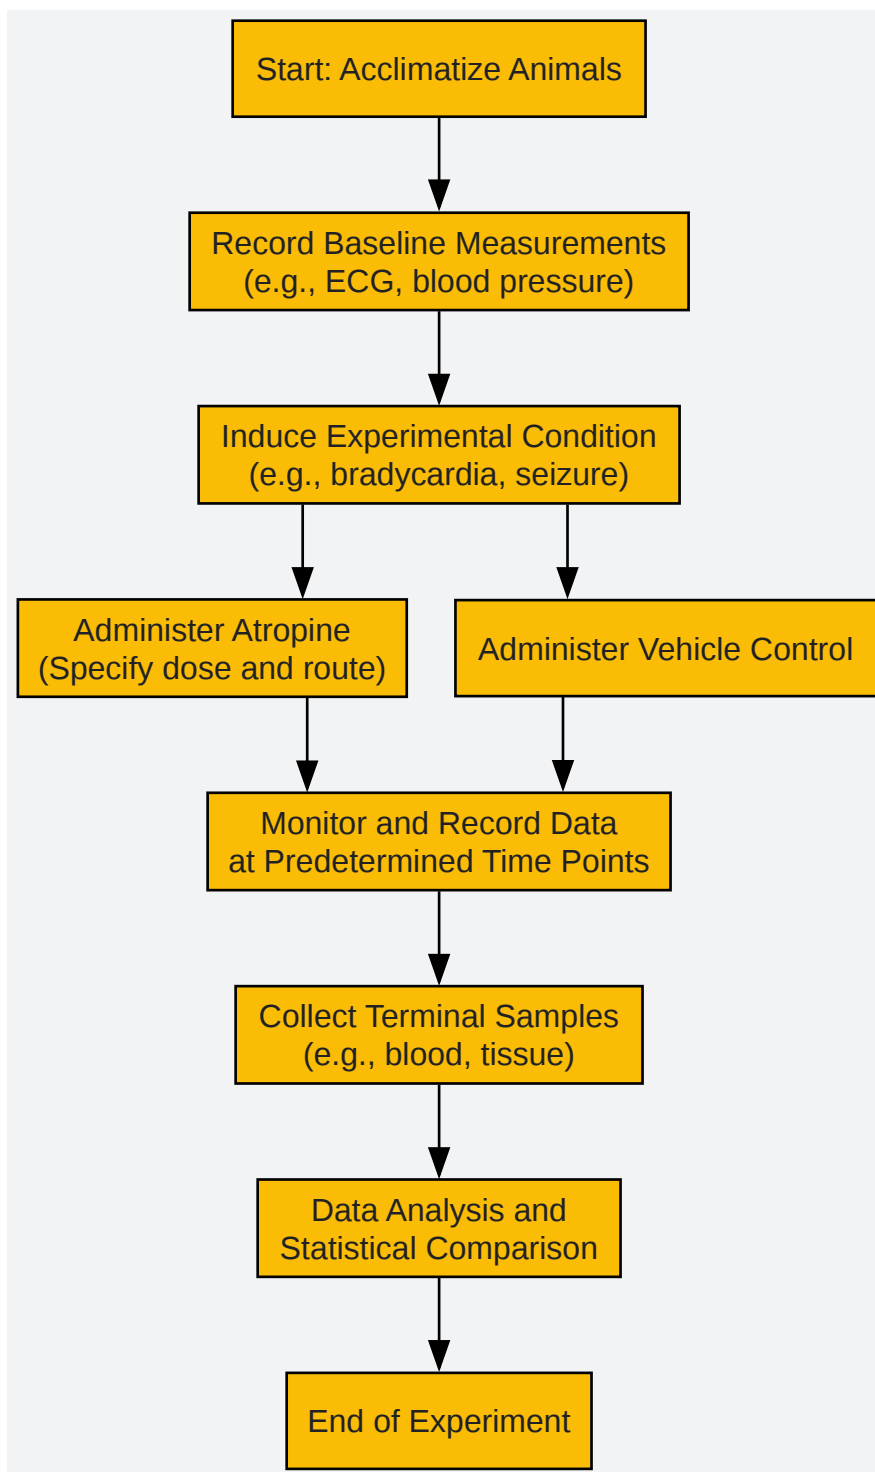 Start: Acclimatize Animals
Record Baseline Measurements
(e.g., ECG, blood pressure)
Induce Experimental Condition
(e.g., bradycardia, seizure)
Administer Atropine
(Specify dose and route)
Administer Vehicle Control
Monitor and Record Data
at Predetermined Time Points
Collect Terminal Samples
(e.g., blood, tissue)
Data Analysis and
Statistical Comparison
End of Experiment